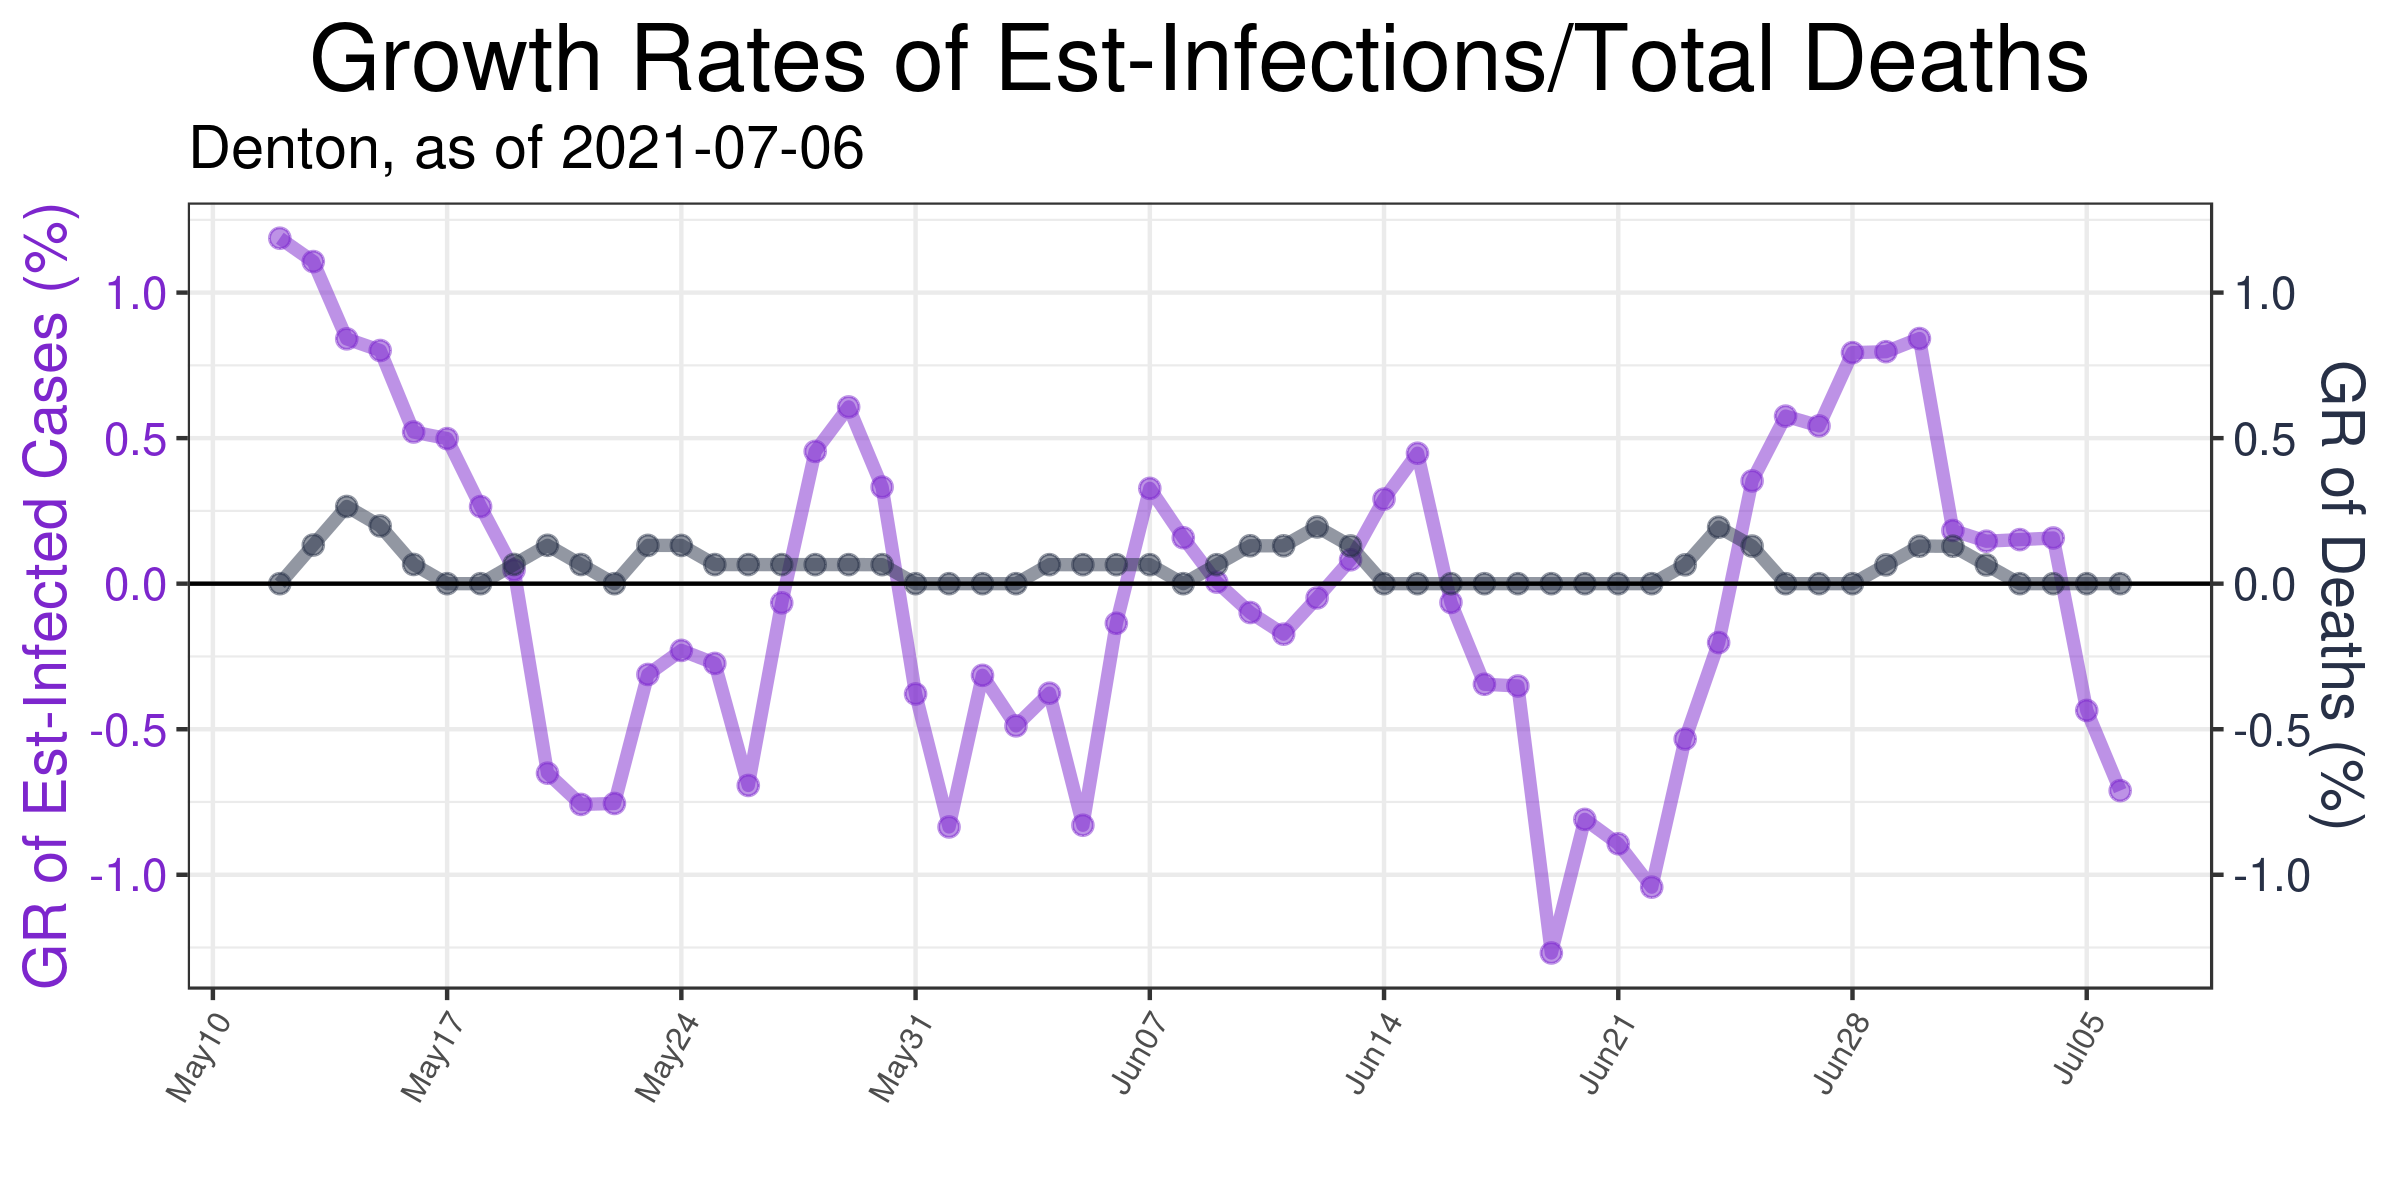 Growth Rates of Est-Infections/Total Deaths
Denton, as of 2021-07-06
GR of Est-Infected Cases (%)
1.0
0.5
0.0
-0.5
-1.0
1.0
0.5
0.0
-0.5
-1.0
GR of Deaths (%)
May10
May17
May24
May31
Jun07
Jun14
Jun21
Jun28
Jul05